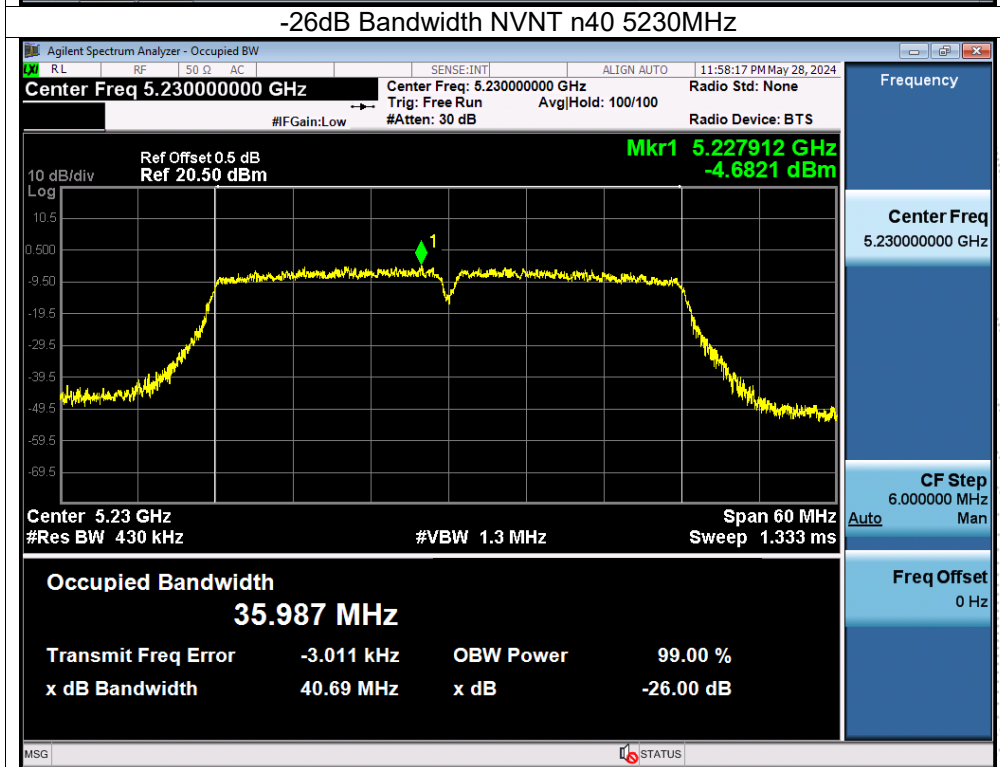 -26dB Bandwidth NVNT n40 5230MHz
Agilent Spectrum Analyzer - Occupied BW
LXI RL RF 50 Ω AC SENSE:INT ALIGN AUTO 11:58:17 PM May 28, 2024
Center Freq 5.230000000 GHz
Center Freq: 5.230000000 GHz Radio Std: None
Trig: Free Run Avg|Hold: 100/100
#IFGain:Low #Atten: 30 dB Radio Device: BTS
Frequency
Mkr1 5.227912 GHz
-4.6821 dBm
Ref Offset 0.5 dB
10 dB/div Ref 20.50 dBm
Log
10.5
0.500
-9.50
-19.5
-29.5
-39.5
-49.5
-59.5
-69.5
1
Center 5.23 GHz Span 60 MHz
#Res BW 430 kHz #VBW 1.3 MHz Sweep 1.333 ms
Center Freq
5.230000000 GHz
CF Step
6.000000 MHz
Auto Man
Freq Offset
0 Hz
Occupied Bandwidth
35.987 MHz
Transmit Freq Error -3.011 kHz OBW Power 99.00 %
x dB Bandwidth 40.69 MHz x dB -26.00 dB
MSG STATUS